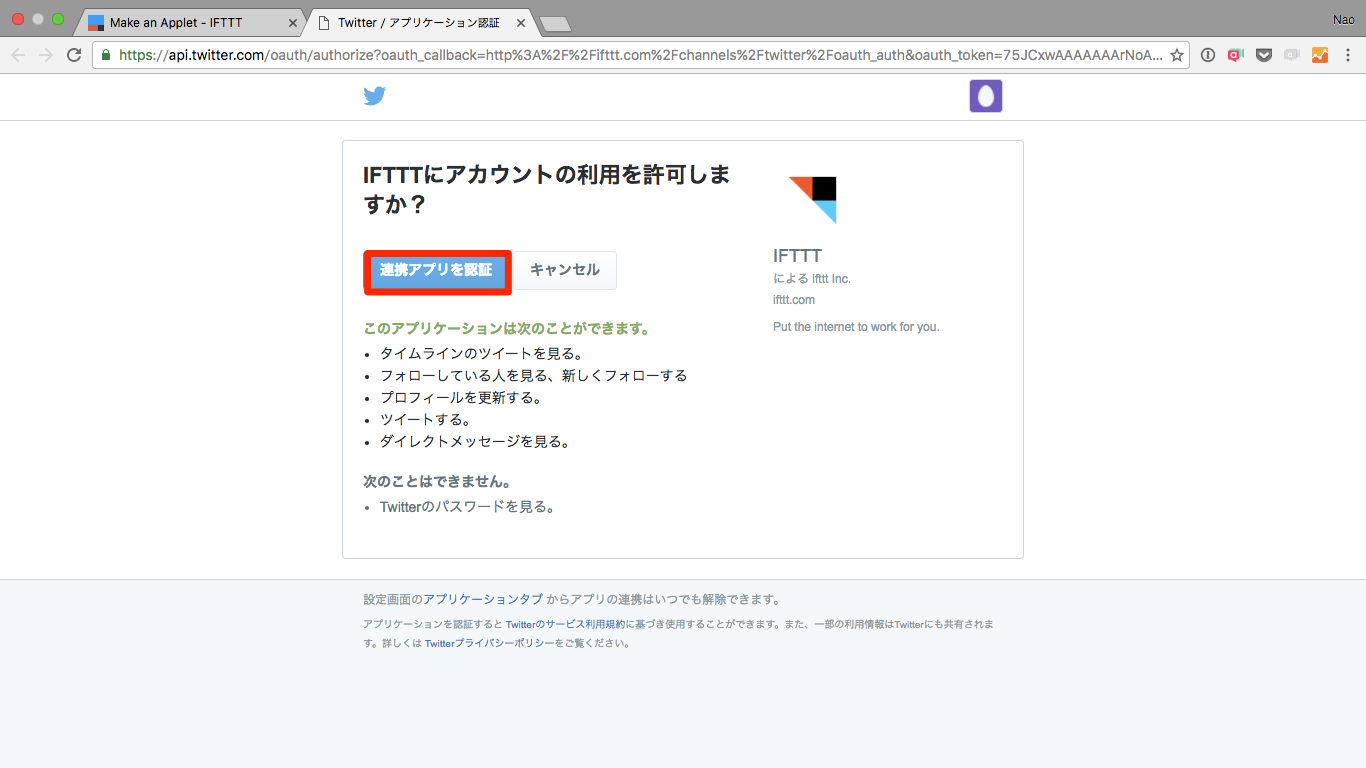 Make an Applet - IFTTT
Twitter / アプリケーション認証
Nao
https://api.twitter.com/oauth/authorize?oauth_callback=http%3A%2F%2Fifttt.com%2Fchannels%2Ftwitter%2Foauth_auth&oauth_token=75JCxwAAAAAAArNoA...
IFTTTにアカウントの利用を許可しま
すか？
連携アプリを認証
キャンセル
IFTTT
による ifttt Inc.
ifttt.com
Put the internet to work for you.
このアプリケーションは次のことができます。
• タイムラインのツイートを見る。
• フォローしている人を見る、新しくフォローする
• プロフィールを更新する。
• ツイートする。
• ダイレクトメッセージを見る。
次のことはできません。
• Twitterのパスワードを見る。
設定画面のアプリケーションタブ からアプリの連携はいつでも解除できます。
アプリケーションを認証すると Twitterのサービス利用規約に基づき使用することができます。また、一部の利用情報はTwitterにも共有されま
す。詳しくは Twitterプライバシーポリシーをご覧ください。